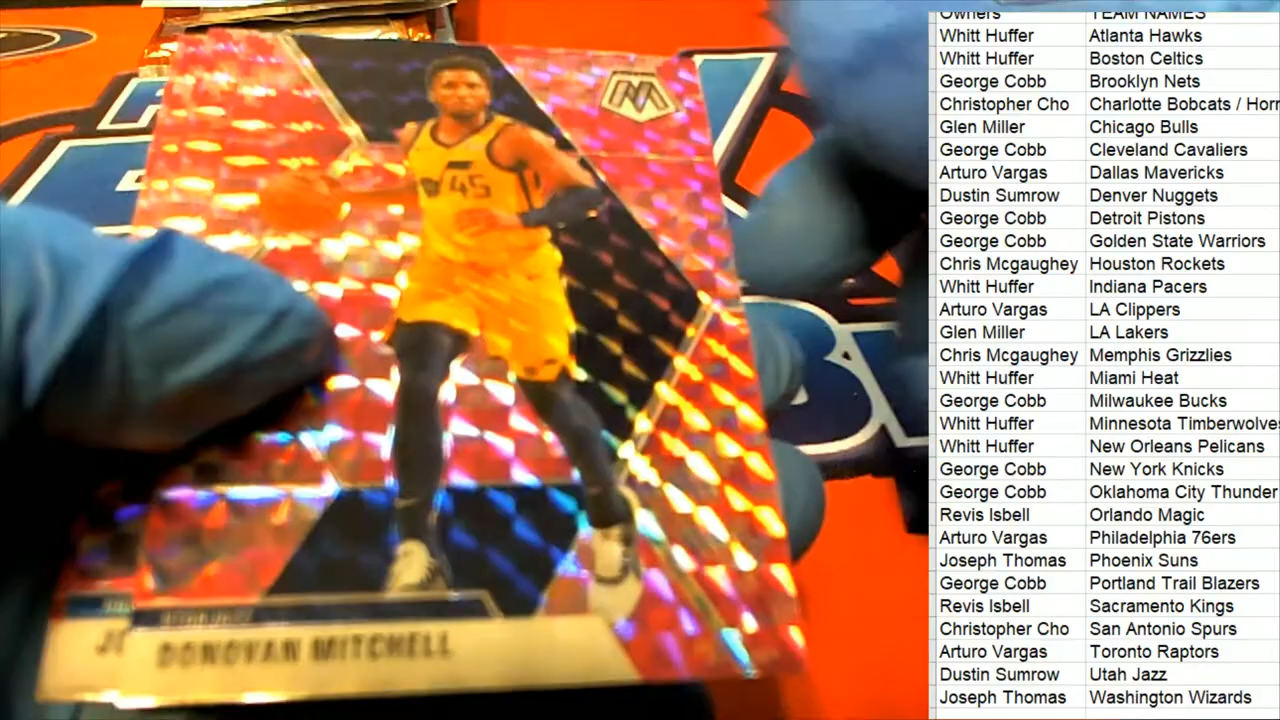 45
DONOVAN MITCHELL
Owners TEAM NAMES
Whitt Huffer Atlanta Hawks
Whitt Huffer Boston Celtics
George Cobb Brooklyn Nets
Christopher Cho Charlotte Bobcats / Horn
Glen Miller Chicago Bulls
George Cobb Cleveland Cavaliers
Arturo Vargas Dallas Mavericks
Dustin Sumrow Denver Nuggets
George Cobb Detroit Pistons
George Cobb Golden State Warriors
Chris Mcgaughey Houston Rockets
Whitt Huffer Indiana Pacers
Arturo Vargas LA Clippers
Glen Miller LA Lakers
Chris Mcgaughey Memphis Grizzlies
Whitt Huffer Miami Heat
George Cobb Milwaukee Bucks
Whitt Huffer Minnesota Timberwolves
Whitt Huffer New Orleans Pelicans
George Cobb New York Knicks
George Cobb Oklahoma City Thunder
Revis Isbell Orlando Magic
Arturo Vargas Philadelphia 76ers
Joseph Thomas Phoenix Suns
George Cobb Portland Trail Blazers
Revis Isbell Sacramento Kings
Christopher Cho San Antonio Spurs
Arturo Vargas Toronto Raptors
Dustin Sumrow Utah Jazz
Joseph Thomas Washington Wizards